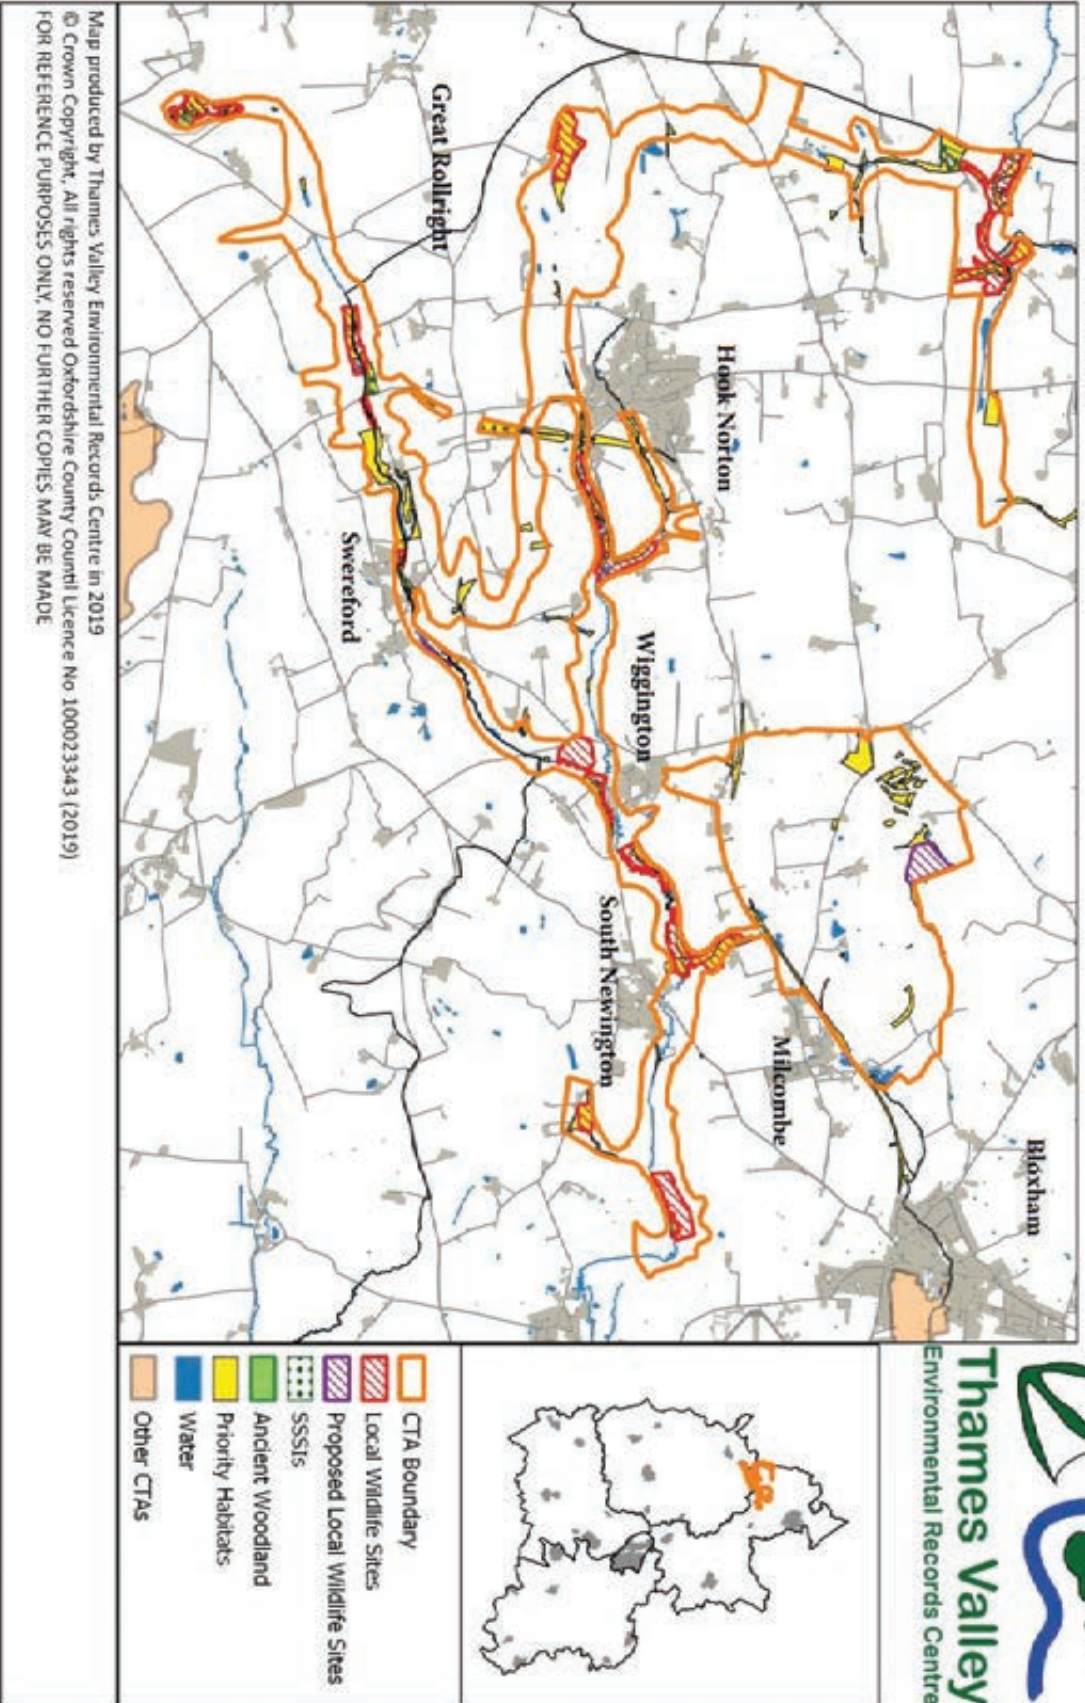 Bloxham
Milcombe
Hook Norton
Wiggington
South Newington
Great Rollright
Swereford
Thames Valley
Environmental Records Centre
CTA Boundary
Local Wildlife Sites
Proposed Local Wildlife Sites
SSSIs
Ancient Woodland
Priority Habitats
Water
Other CTAs
Map produced by Thames Valley Environmental Records Centre in 2019
© Crown Copyright, All rights reserved Oxfordshire County Council Licence No 100023343 (2019)
FOR REFERENCE PURPOSES ONLY, NO FURTHER COPIES MAY BE MADE